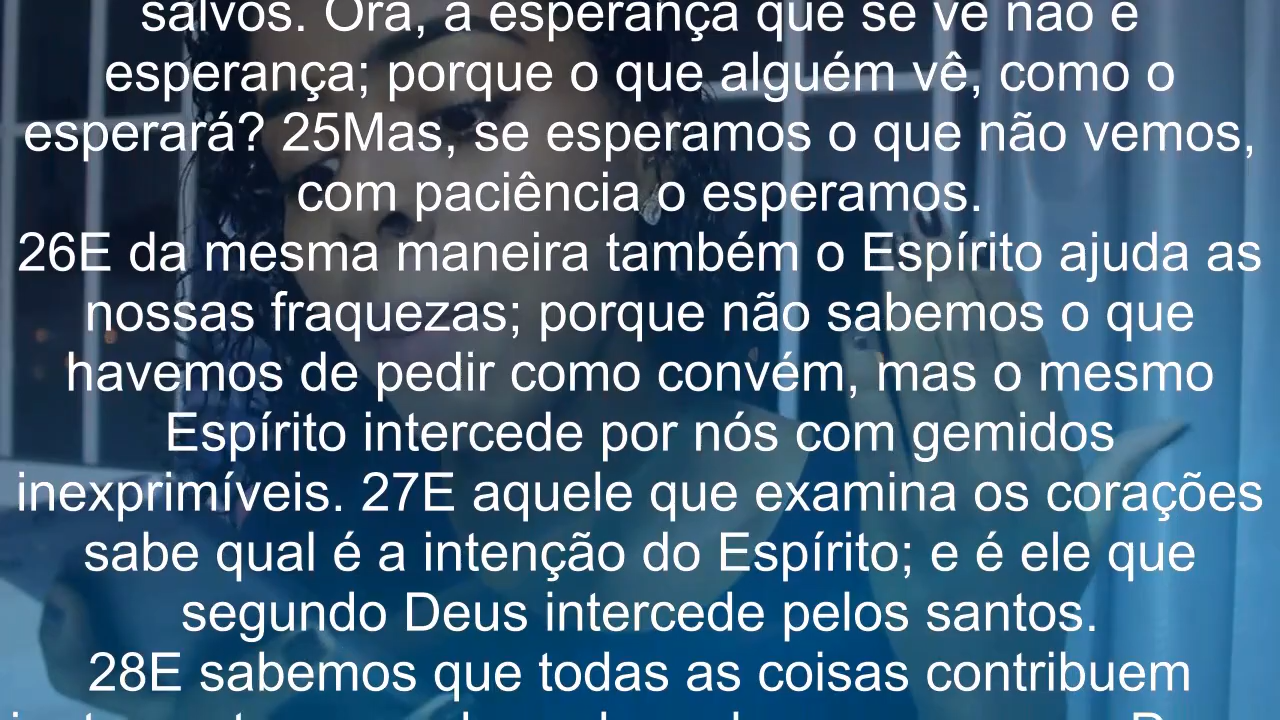 salvos. Ora, a esperança que se vê não é
esperança; porque o que alguém vê, como o
esperará? 25Mas, se esperamos o que não vemos,
com paciência o esperamos.
26E da mesma maneira também o Espírito ajuda as
nossas fraquezas; porque não sabemos o que
havemos de pedir como convém, mas o mesmo
Espírito intercede por nós com gemidos
inexprimíveis. 27E aquele que examina os corações
sabe qual é a intenção do Espírito; e é ele que
segundo Deus intercede pelos santos.
28E sabemos que todas as coisas contribuem